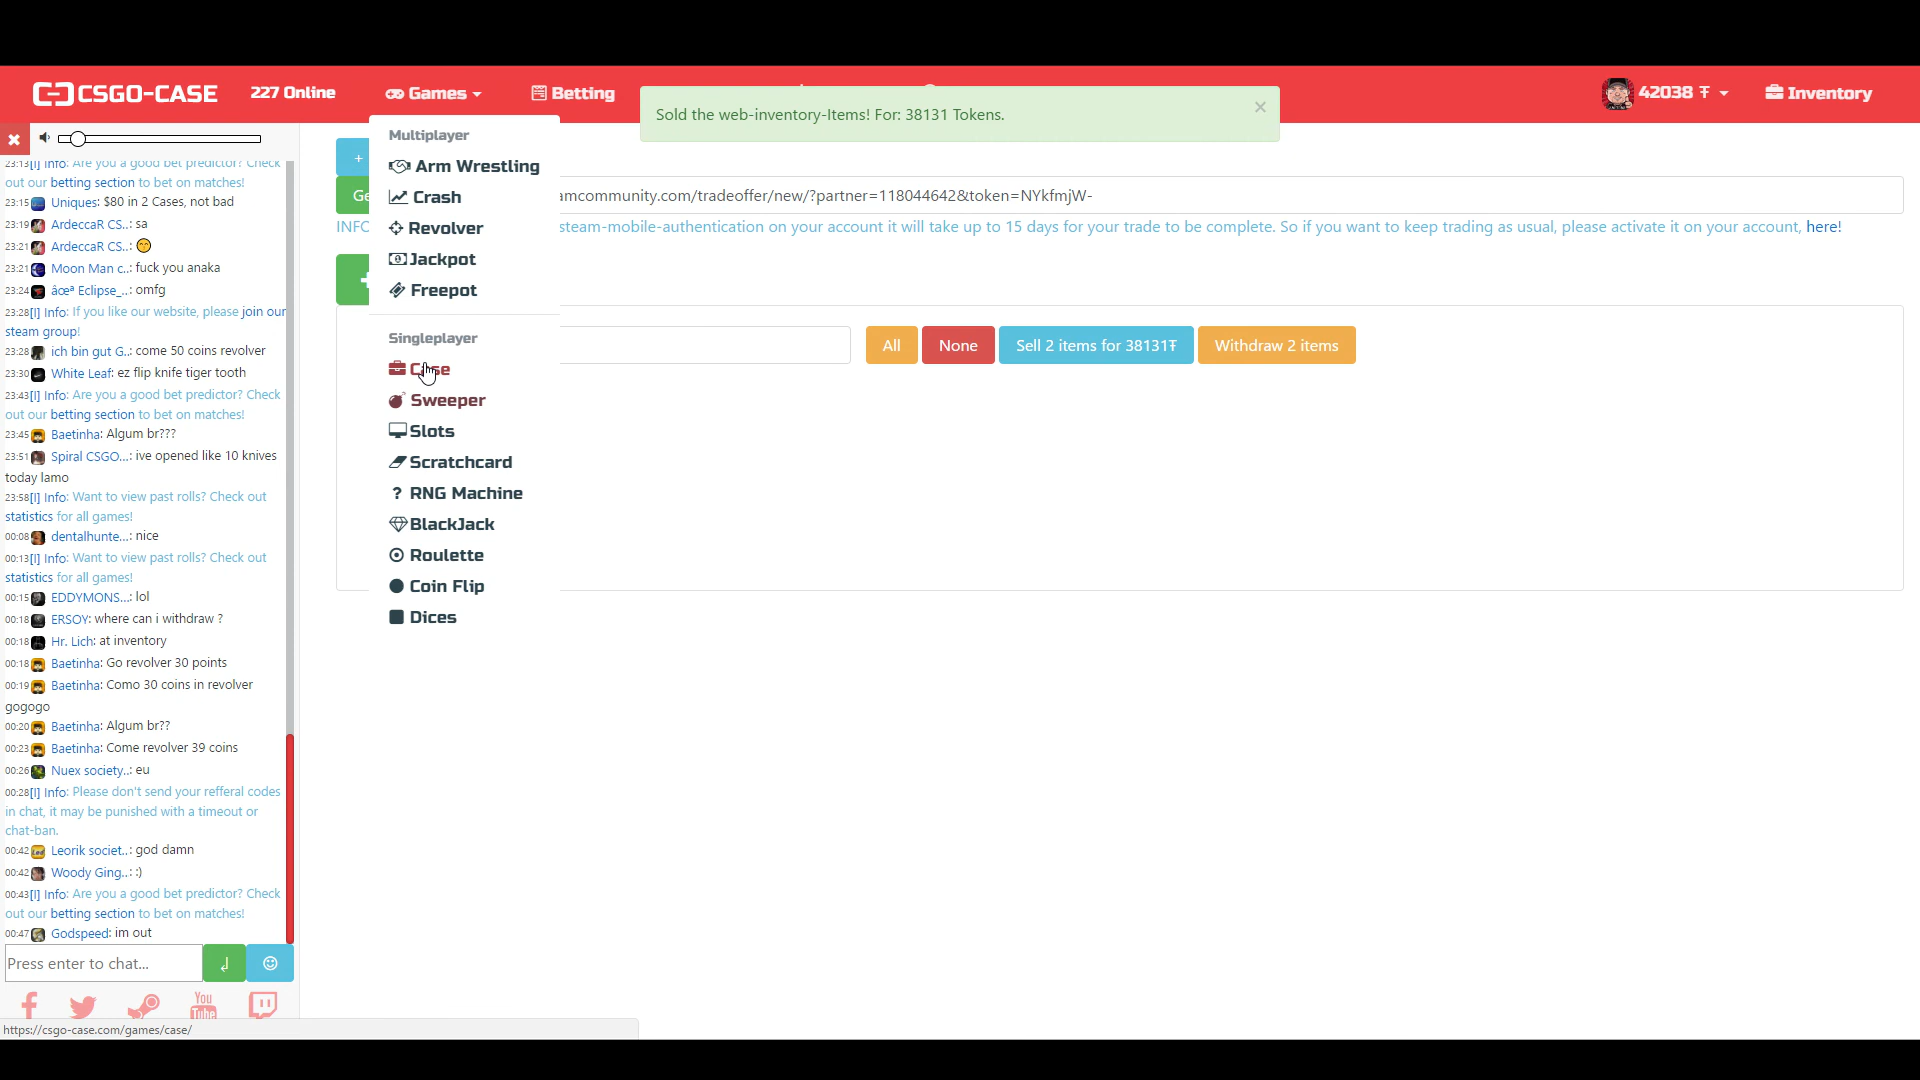 CSGO-CASE
227 Online
Games
Betting
42038
Inventory
Sold the web-inventory-Items! For: 38131 Tokens.
×
23:13[I] Info: Are you a good bet predictor? Check
out our betting section to bet on matches!
23:15 Uniques: $80 in 2 Cases, not bad
23:19 ArdeccaR CS..: sa
23:21 ArdeccaR CS..:
23:21 Moon Man c..: fuck you anaka
23:24 åœª Eclipse_..: omfg
23:28[I] Info: If you like our website, please join our
steam group!
23:28 ich bin gut G..: come 50 coins revolver
23:30 White Leaf: ez flip knife tiger tooth
23:43[I] Info: Are you a good bet predictor? Check
out our betting section to bet on matches!
23:45 Baetinha: Algum br???
23:51 Spiral CSGO...: ive opened like 10 knives
today lamo
23:58[I] Info: Want to view past rolls? Check out
statistics for all games!
00:08 dentalhunte...: nice
00:13[I] Info: Want to view past rolls? Check out
statistics for all games!
00:15 EDDYMONS...: lol
00:18 ERSOY: where can i withdraw ?
00:18 Hr. Lich: at inventory
00:18 Baetinha: Go revolver 30 points
00:19 Baetinha: Como 30 coins in revolver
gogogo
00:20 Baetinha: Algum br??
00:23 Baetinha: Come revolver 39 coins
00:26 Nuex society..: eu
00:28[I] Info: Please don't send your refferal codes
in chat, it may be punished with a timeout or
chat-ban.
00:42 Leorik societ..: god damn
00:42 Woody Ging..: :)
00:43[I] Info: Are you a good bet predictor? Check
out our betting section to bet on matches!
00:47 Godspeed: im out
Press enter to chat...
You
Tube
https://csgo-case.com/games/case/
Multiplayer
Arm Wrestling
Crash
Revolver
Jackpot
Freepot
Singleplayer
Case
Sweeper
Slots
Scratchcard
? RNG Machine
BlackJack
Roulette
Coin Flip
Dices
+
Ge
amcommunity.com/tradeoffer/new/?partner=118044642&token=NYkfmjW-
INFO steam-mobile-authentication on your account it will take up to 15 days for your trade to be complete. So if you want to keep trading as usual, please activate it on your account, here!
All
None
Sell 2 items for 38131Ŧ
Withdraw 2 items